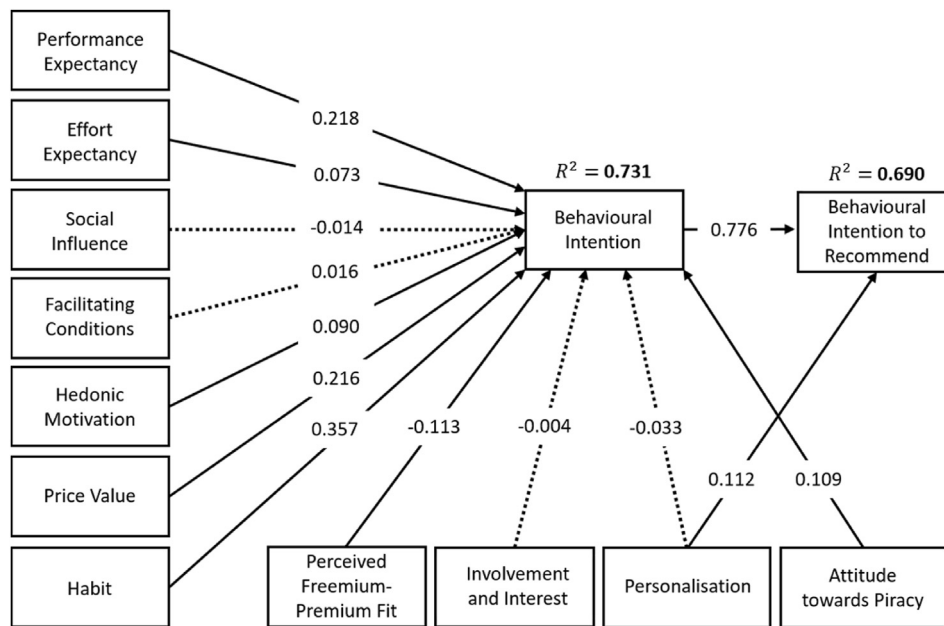 Performance
Expectancy
0.218
Effort
Expectancy
0.073
Social
Influence
-0.014
Facilitating
Conditions
0.016
Hedonic
Motivation
0.090
Price Value
0.216
Habit
0.357
R² = 0.731
Behavioural
Intention
0.776
R² = 0.690
Behavioural
Intention to
Recommend
-0.113
-0.004
-0.033
0.112
0.109
Perceived
Freemium-
Premium Fit
Involvement
and Interest
Personalisation
Attitude
towards Piracy